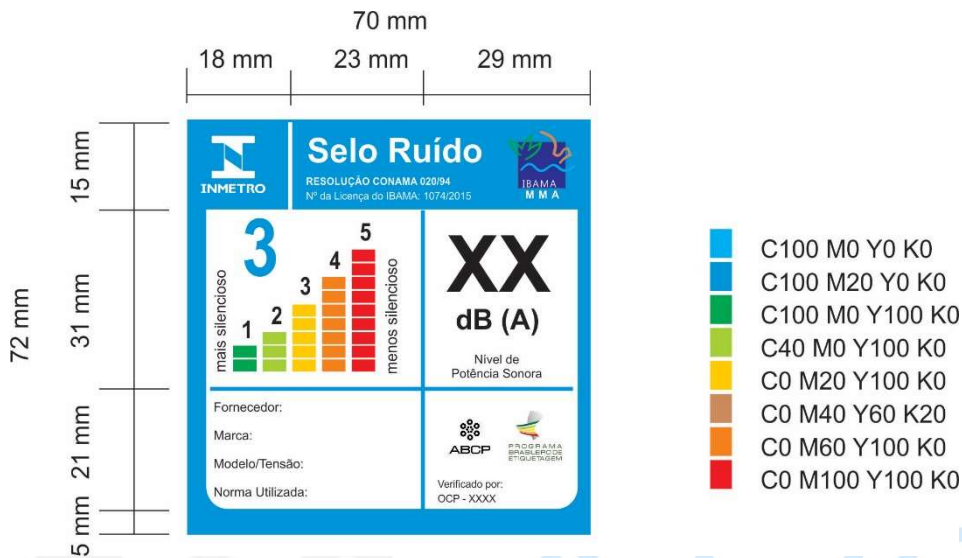 70 mm
18 mm 23 mm 29 mm
15 mm
31 mm
72 mm
21 mm
5 mm
INMETRO
Selo Ruído
RESOLUÇÃO CONAMA 020/94
Nº da Licença do IBAMA: 1074/2015
IBAMA
MMA
3
mais silencioso
1 2 3 4 5
menos silencioso
XX
dB (A)
Nível de
Potência Sonora
Fornecedor:
Marca:
Modelo/Tensão:
Norma Utilizada:
ABCP
PROGRAMA
BRASILEIRO DE
ETIQUETAGEM
Verificado por:
OCP - XXXX
C100 M0 Y0 K0
C100 M20 Y0 K0
C100 M0 Y100 K0
C40 M0 Y100 K0
C0 M20 Y100 K0
C0 M40 Y60 K20
C0 M60 Y100 K0
C0 M100 Y100 K0